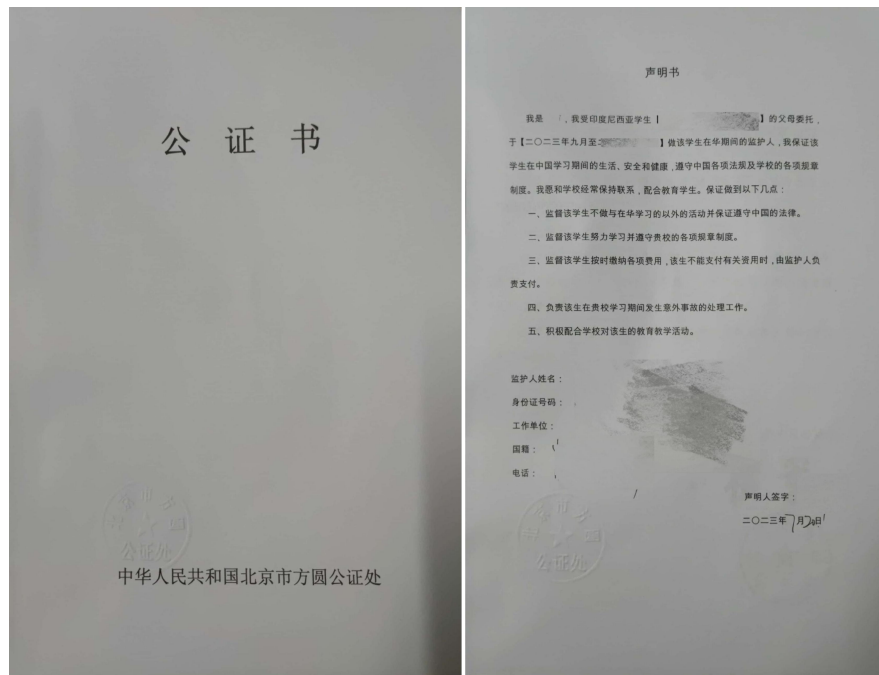 公 证 书
公证处
中华人民共和国北京市方圆公证处
声明书
我是 ，我受印度尼西亚学生【 】的父母委托，
于【二〇二三年九月至 】做该学生在华期间的监护人，我保证该
学生在中国学习期间的生活、安全和健康，遵守中国各项法规及学校的各项规章
制度。我愿和学校经常保持联系，配合教育学生。保证做到以下几点：
一、监督该学生不做与在华学习的以外的活动并保证遵守中国的法律。
二、监督该学生努力学习并遵守贵校的各项规章制度。
三、监督该学生按时缴纳各项费用，该生不能支付有关资用时，由监护人负
责支付。
四、负责该生在贵校学习期间发生意外事故的处理工作。
五、积极配合学校对该生的教育教学活动。
监护人姓名：
身份证号码：
工作单位：
国籍：
电话：
声明人签字：
二〇二三年7月20日
公证处